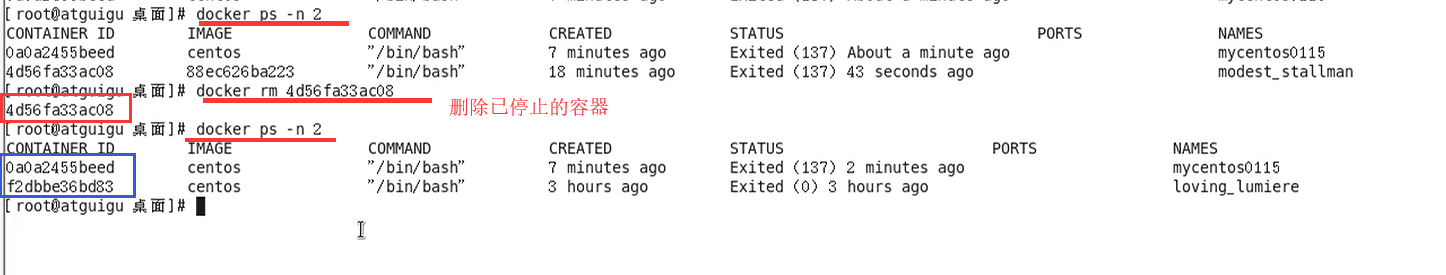 [root@atguigu 桌面]# docker ps -n 2
CONTAINER ID IMAGE COMMAND CREATED STATUS PORTS NAMES
0a0a2455beed centos "/bin/bash" 7 minutes ago Exited (137) About a minute ago mycentos0115
4d56fa33ac08 88ec626ba223 "/bin/bash" 18 minutes ago Exited (137) 43 seconds ago modest_stallman
[root@atguigu 桌面]# docker rm 4d56fa33ac08
4d56fa33ac08 删除已停止的容器
[root@atguigu 桌面]# docker ps -n 2
CONTAINER ID IMAGE COMMAND CREATED STATUS PORTS NAMES
0a0a2455beed centos "/bin/bash" 7 minutes ago Exited (137) 2 minutes ago mycentos0115
f2dbbe36bd83 centos "/bin/bash" 3 hours ago Exited (0) 3 hours ago loving_lumiere
[root@atguigu 桌面]#